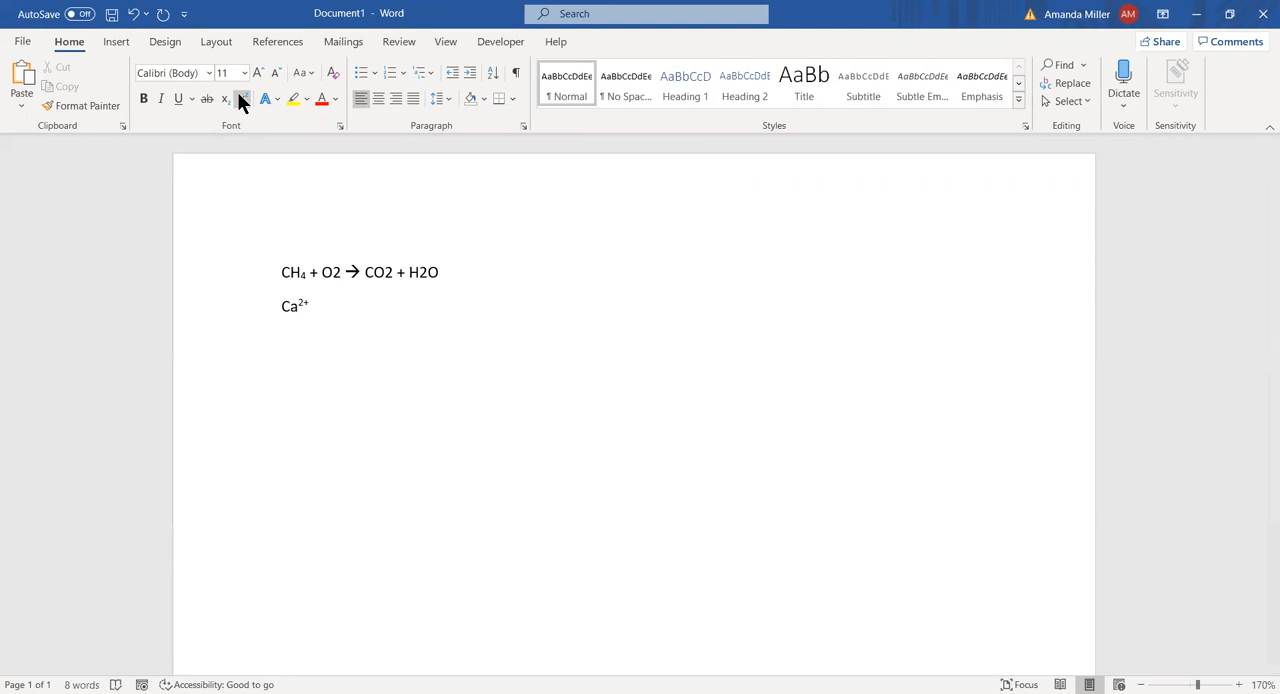 AutoSave Off Document1 - Word Search Amanda Miller AM
File Home Insert Design Layout References Mailings Review View Developer Help Share Comments
Paste Cut Copy Format Painter Clipboard
Calibri (Body) 11 Aa
B I U ab x₂ A A
Font
Paragraph
AaBbCcDdEe AaBbCcDdEe AaBbCcD AaBbCcDdE AaBb AaBbCcDdE AaBbCcDdEe AaBbCcDdEe
¶ Normal ¶ No Spac... Heading 1 Heading 2 Title Subtitle Subtle Em... Emphasis
Styles
Find
Replace
Select
Editing
Dictate
Voice
Sensitivity
Sensitivity
CH₄ + O2 → CO2 + H2O
Ca²⁺
Page 1 of 1 8 words Accessibility: Good to go Focus 170%